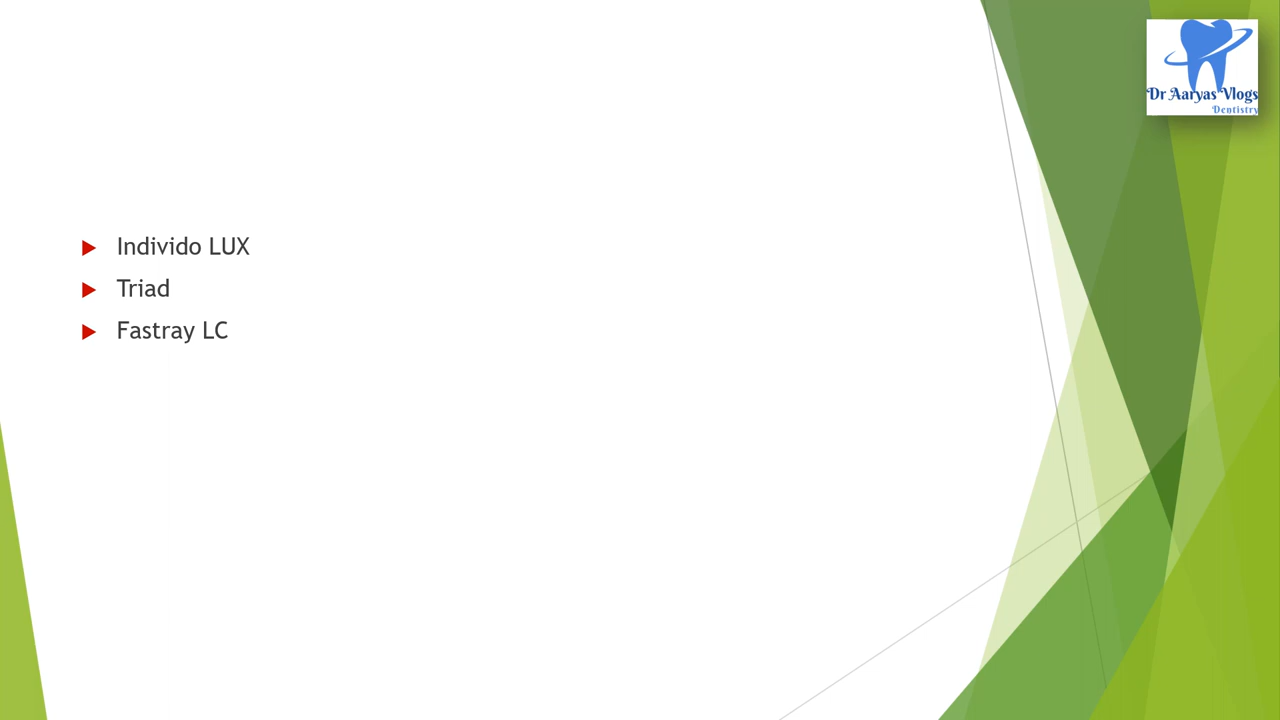 Dr Aaryas Vlogs
Dentistry
Individo LUX
Triad
Fastray LC